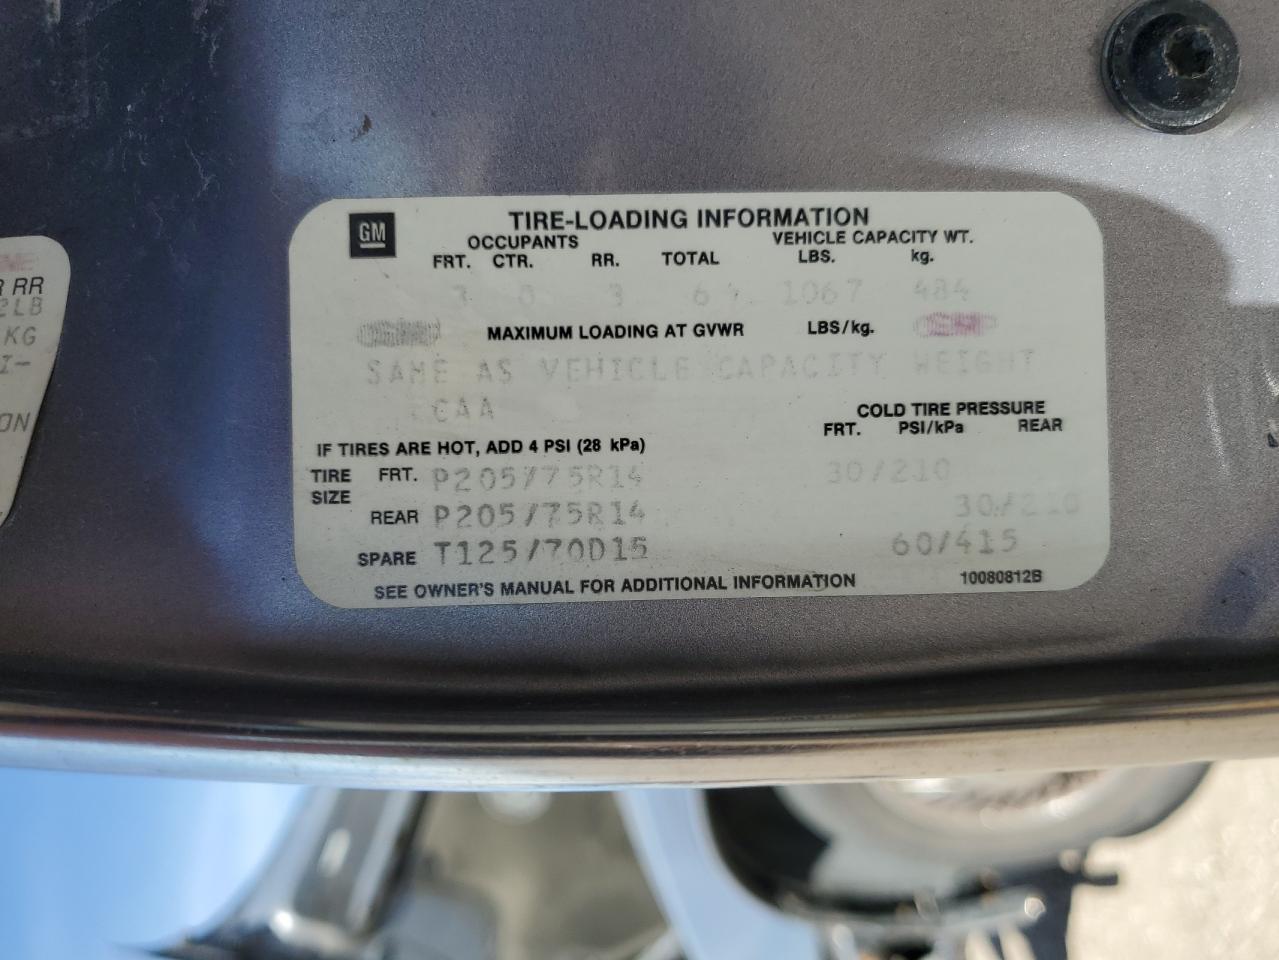 GM
TIRE-LOADING INFORMATION
OCCUPANTS VEHICLE CAPACITY WT.
FRT. CTR. RR. TOTAL LBS. kg.
3 0 3 6 1067 484
MAXIMUM LOADING AT GVWR LBS/kg.
SAME AS VEHICLE CAPACITY WEIGHT
CAA
COLD TIRE PRESSURE
FRT. PSI/kPa REAR
IF TIRES ARE HOT, ADD 4 PSI (28 kPa)
TIRE SIZE FRT. P205/75R14 30/210
REAR P205/75R14 30/210
SPARE T125/70D15 60/415
SEE OWNER'S MANUAL FOR ADDITIONAL INFORMATION 10080812B
RR
2LB
KG
I-
ON